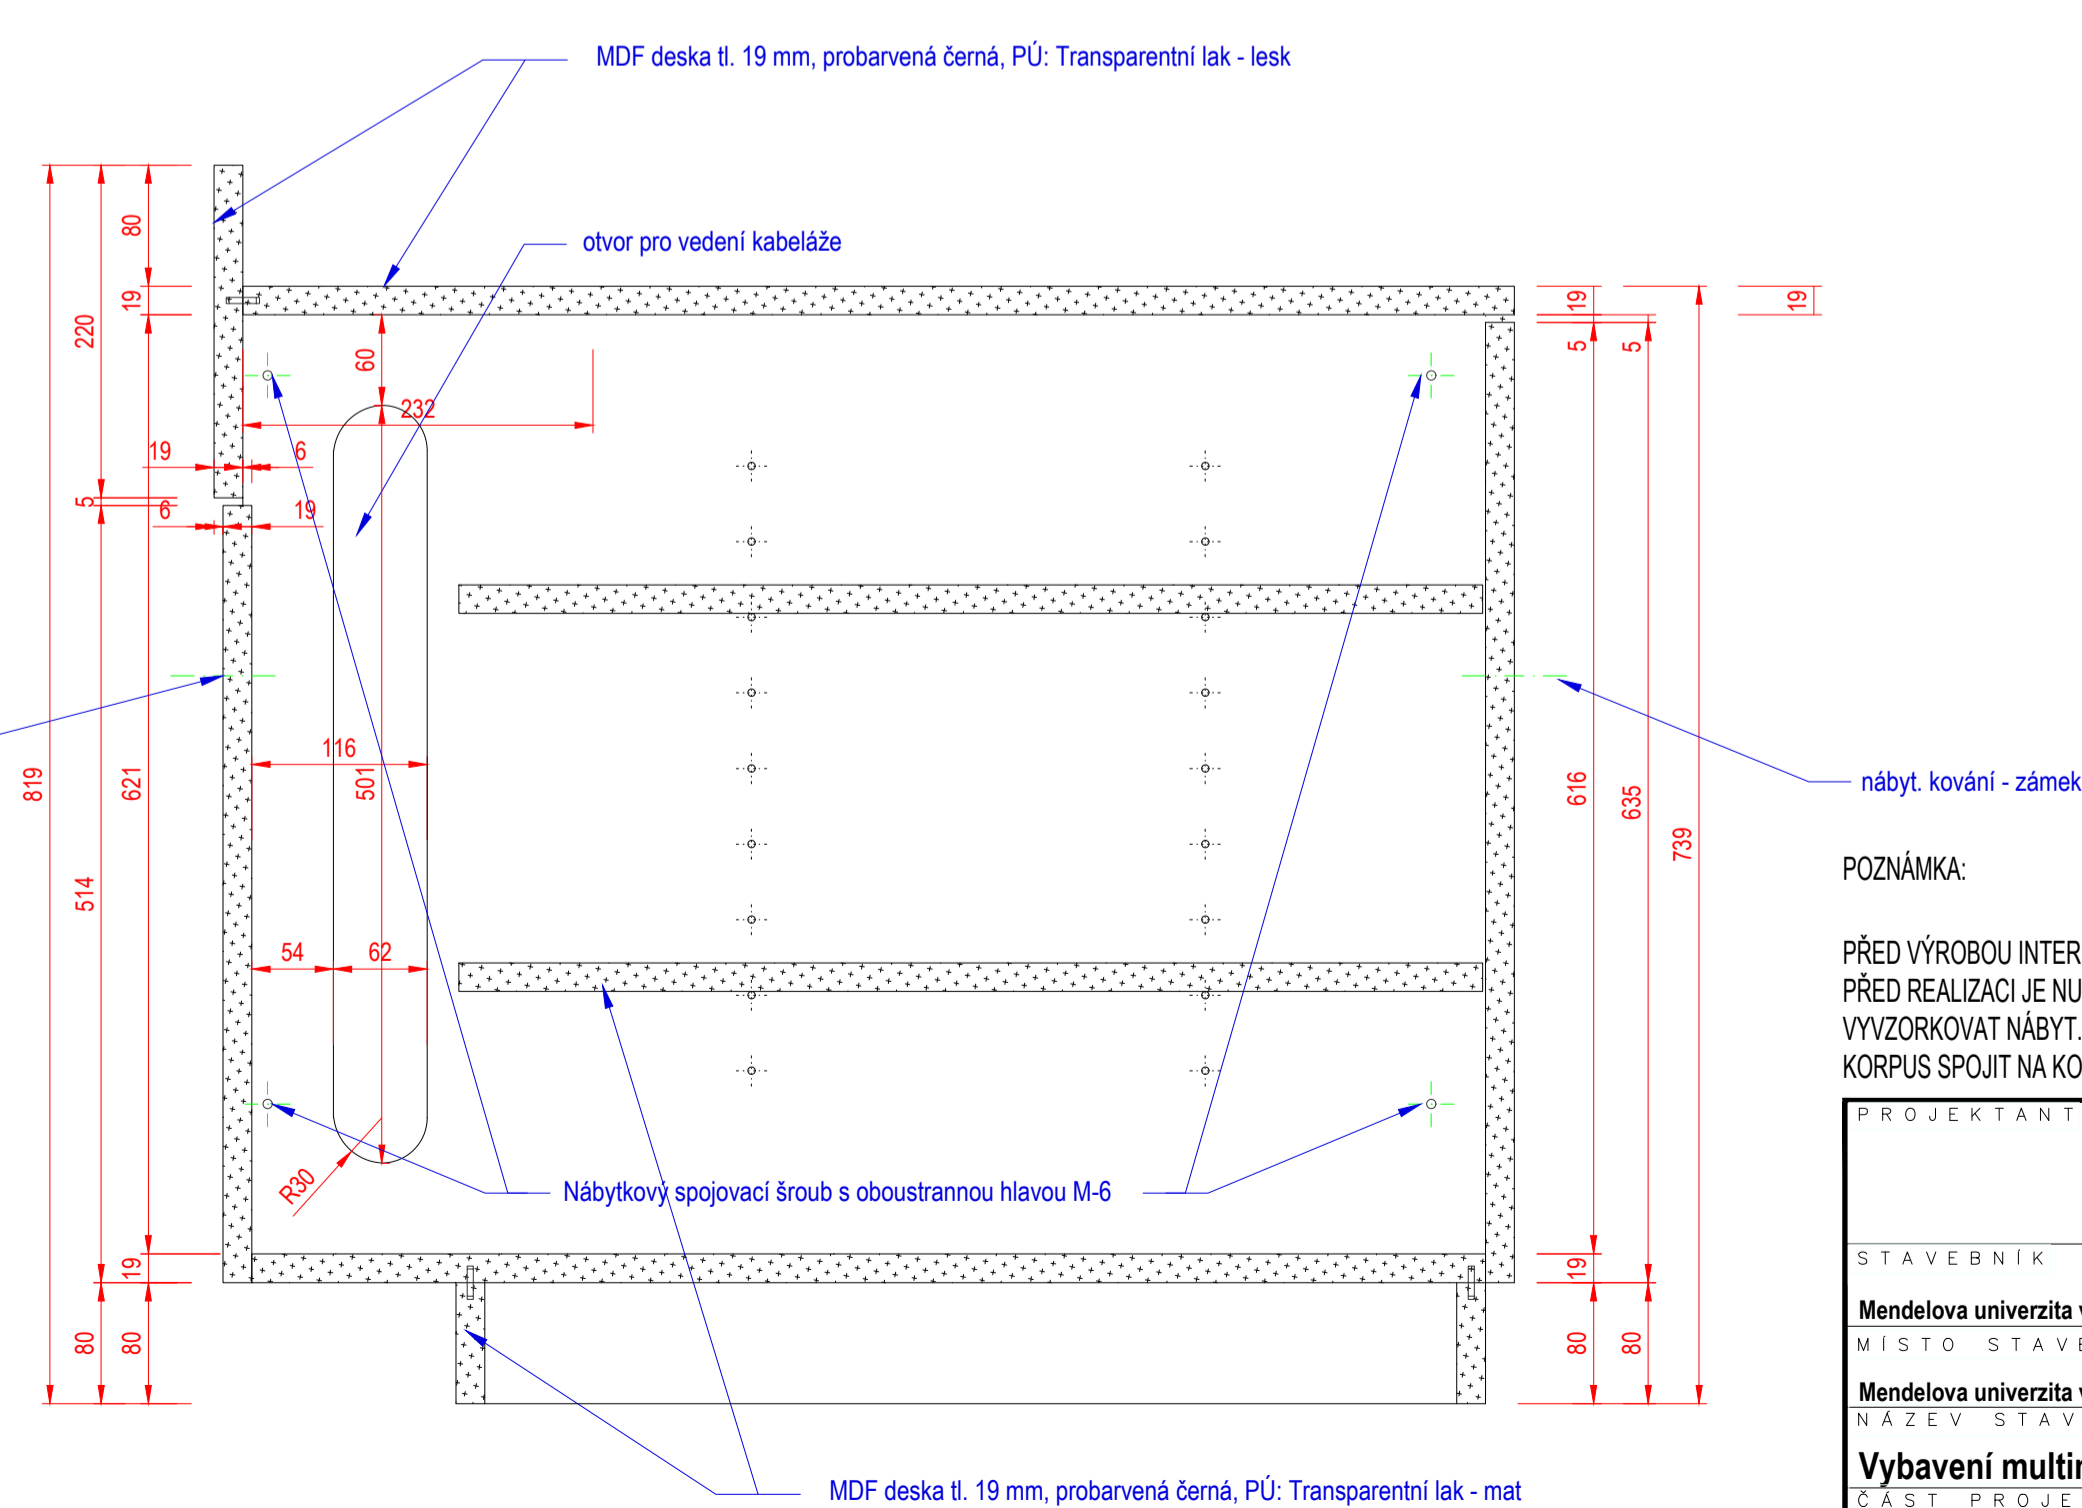 MDF deska tl. 19 mm, probarvená černá, PÚ: Transparentní lak - lesk
otvor pro vedení kabeláže
80
19
220
60
232
19
6
5
6
19
819
514
621
116
501
54
62
R30
19
80
80
19
19
5
5
616
635
739
19
80
80
nábyt. kování - zámek
Nábytkový spojovací šroub s oboustrannou hlavou M-6
MDF deska tl. 19 mm, probarvená černá, PÚ: Transparentní lak - mat
POZNÁMKA:
PŘED VÝROBOU INTER
PŘED REALIZACI JE NU
VYVZORKOVAT NÁBYT.
KORPUS SPOJIT NA KO
PROJEKTANT
STAVEBNÍK
Mendelova univerzita v
MÍSTO STAVE
Mendelova univerzita v
NÁZEV STAV
Vybavení multim
ČÁST PROJE